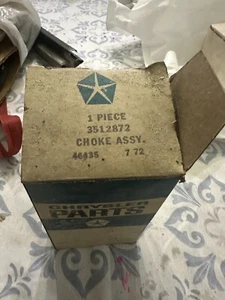 1 PIECE
3512872
CHOKE ASSY.
46435 7 72
CHRYSLER
PARTS